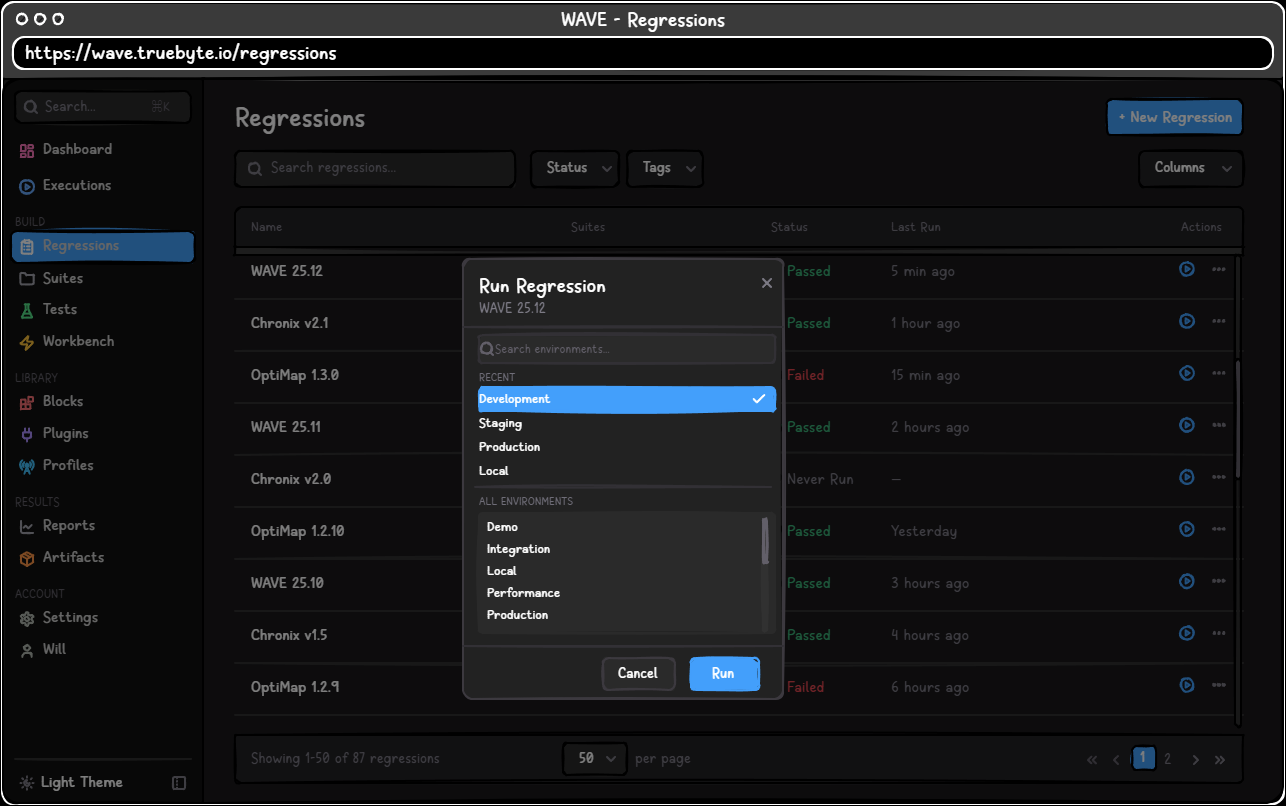 WAVE - Regressions
https://wave.truebyte.io/regressions
Search... ⌘K
Dashboard
Executions
BUILD
Regressions
Suites
Tests
Workbench
LIBRARY
Blocks
Plugins
Profiles
RESULTS
Reports
Artifacts
ACCOUNT
Settings
Will
Light Theme
Regressions
+ New Regression
Search regressions...
Status
Tags
Columns
Name Suites Status Last Run Actions
WAVE 25.12 Passed 5 min ago
Chronix v2.1 Passed 1 hour ago
OptiMap 1.3.0 Failed 15 min ago
WAVE 25.11 Passed 2 hours ago
Chronix v2.0 Never Run —
OptiMap 1.2.10 Passed Yesterday
WAVE 25.10 Passed 3 hours ago
Chronix v1.5 Passed 4 hours ago
OptiMap 1.2.9 Failed 6 hours ago
Showing 1-50 of 87 regressions 50 per page « ‹ 1 2 › »
Run Regression
WAVE 25.12
Search environments...
RECENT
Development
Staging
Production
Local
ALL ENVIRONMENTS
Demo
Integration
Local
Performance
Production
Cancel Run